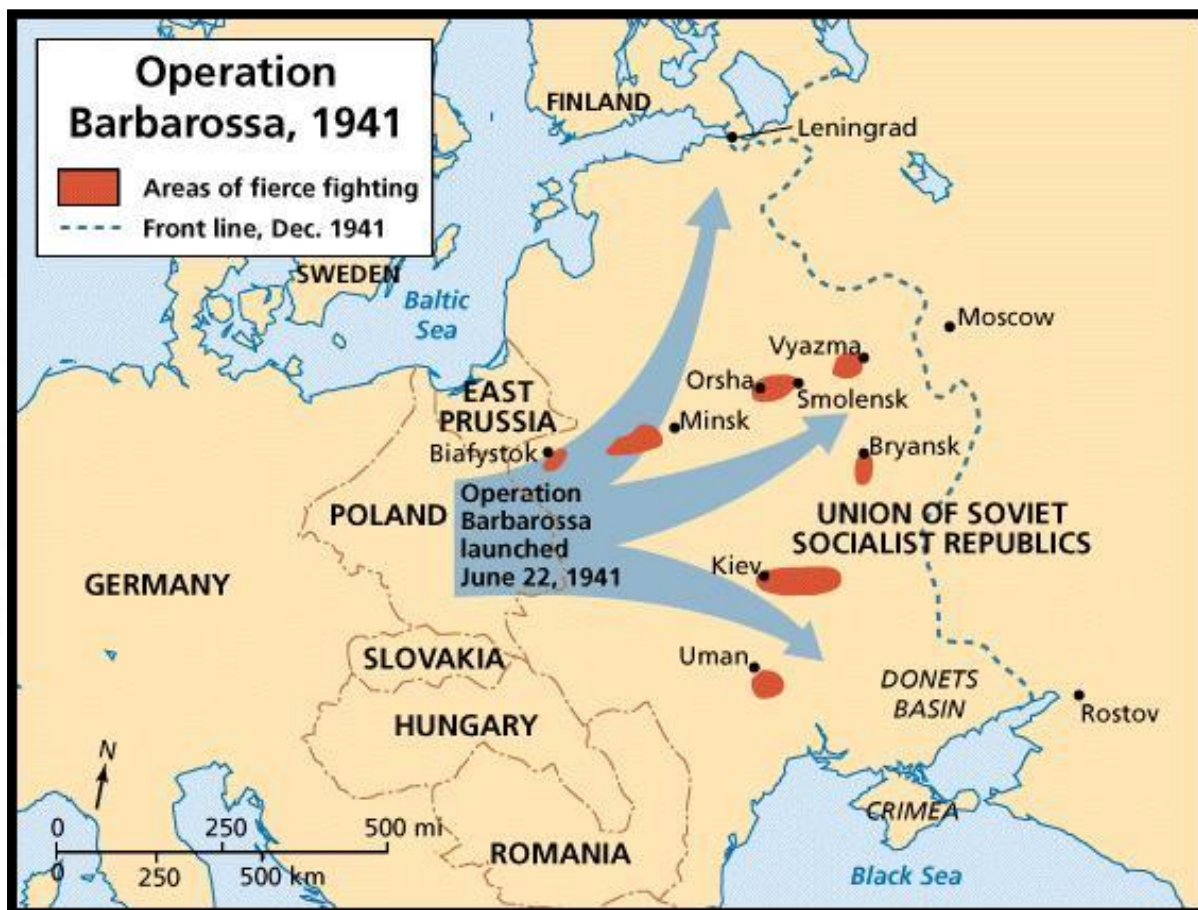 Operation
Barbarossa, 1941
Areas of fierce fighting
Front line, Dec. 1941
FINLAND
Leningrad
SWEDEN
Baltic
Sea
Moscow
Vyazma
Orsha
Smolensk
EAST
PRUSSIA
Minsk
Białystok
Bryansk
POLAND
Operation
Barbarossa
launched
June 22, 1941
UNION OF SOVIET
SOCIALIST REPUBLICS
GERMANY
Kiev
SLOVAKIA
Uman
DONETS
BASIN
Rostov
HUNGARY
N
CRIMEA
0 250 500 mi
0 250 500 km
ROMANIA
Black Sea